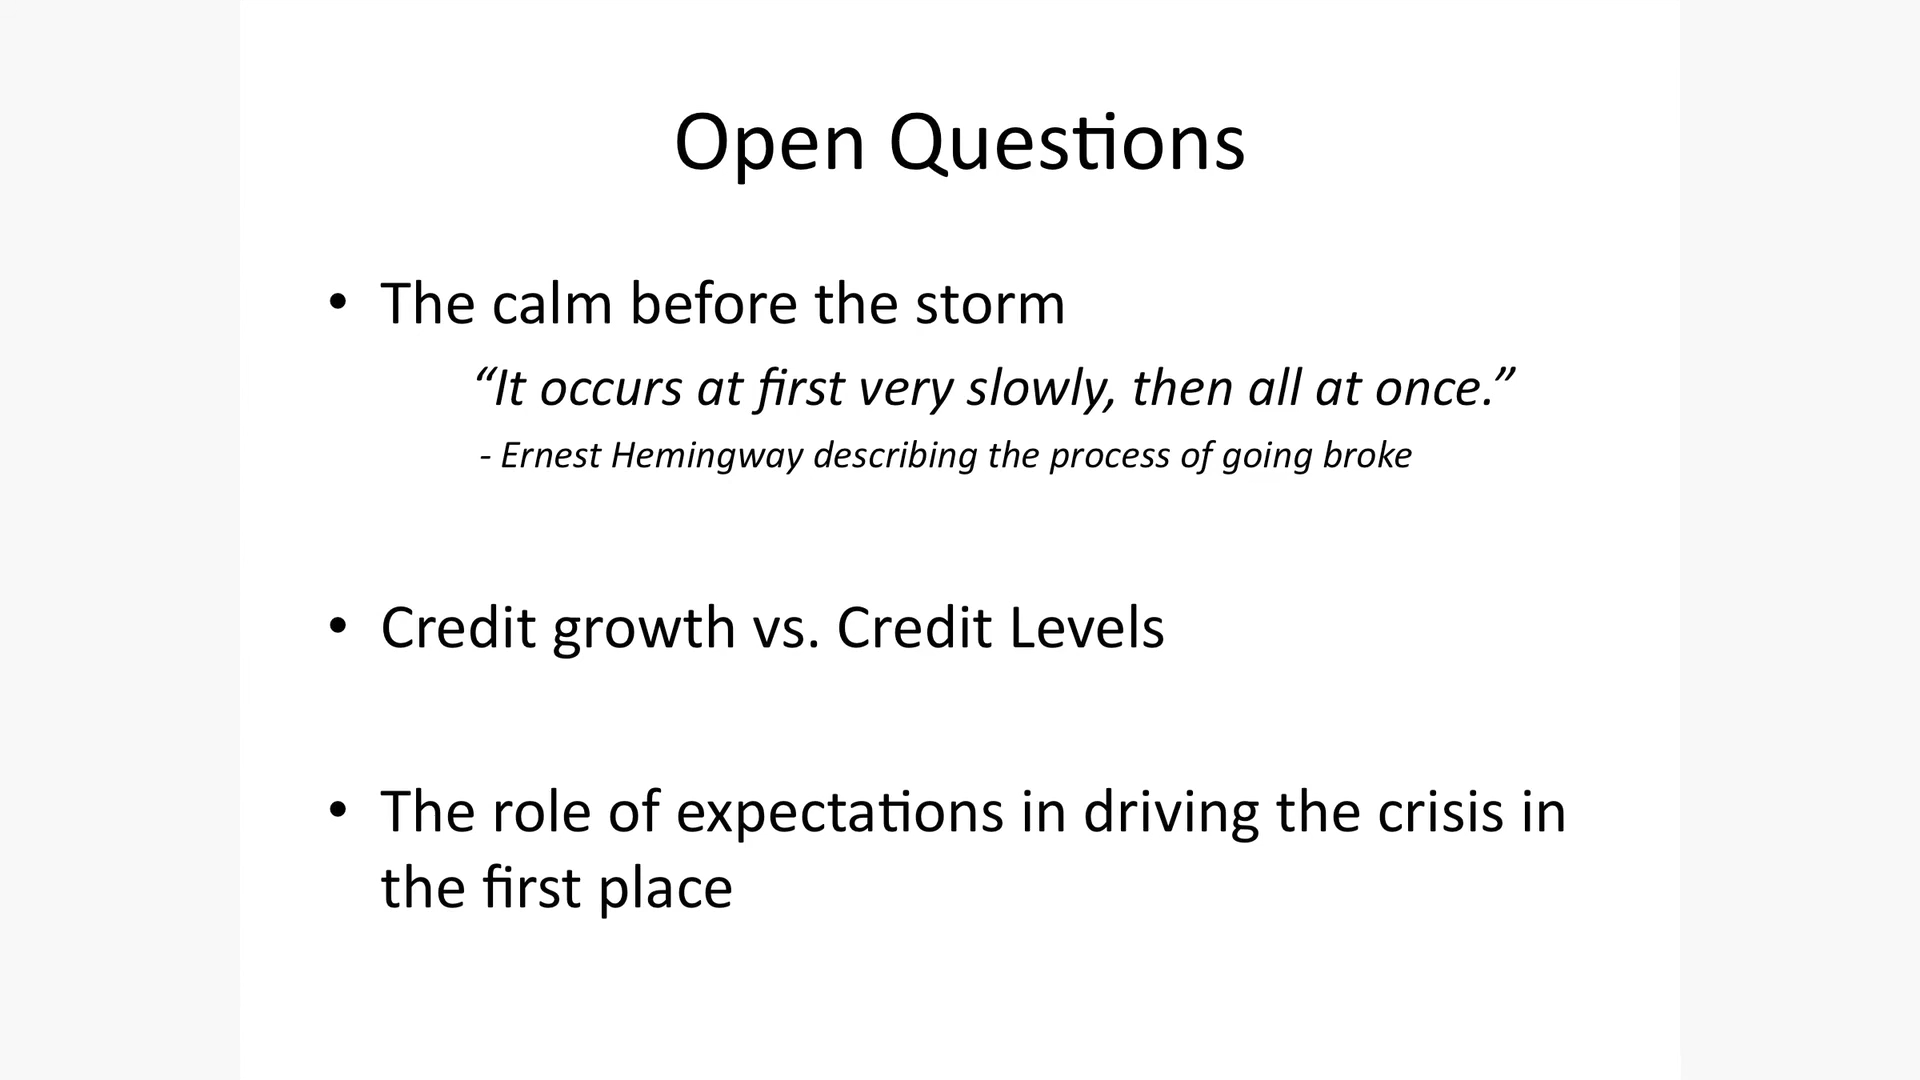 Open Questions
• The calm before the storm
“It occurs at first very slowly, then all at once.”
- Ernest Hemingway describing the process of going broke
• Credit growth vs. Credit Levels
• The role of expectations in driving the crisis in
the first place